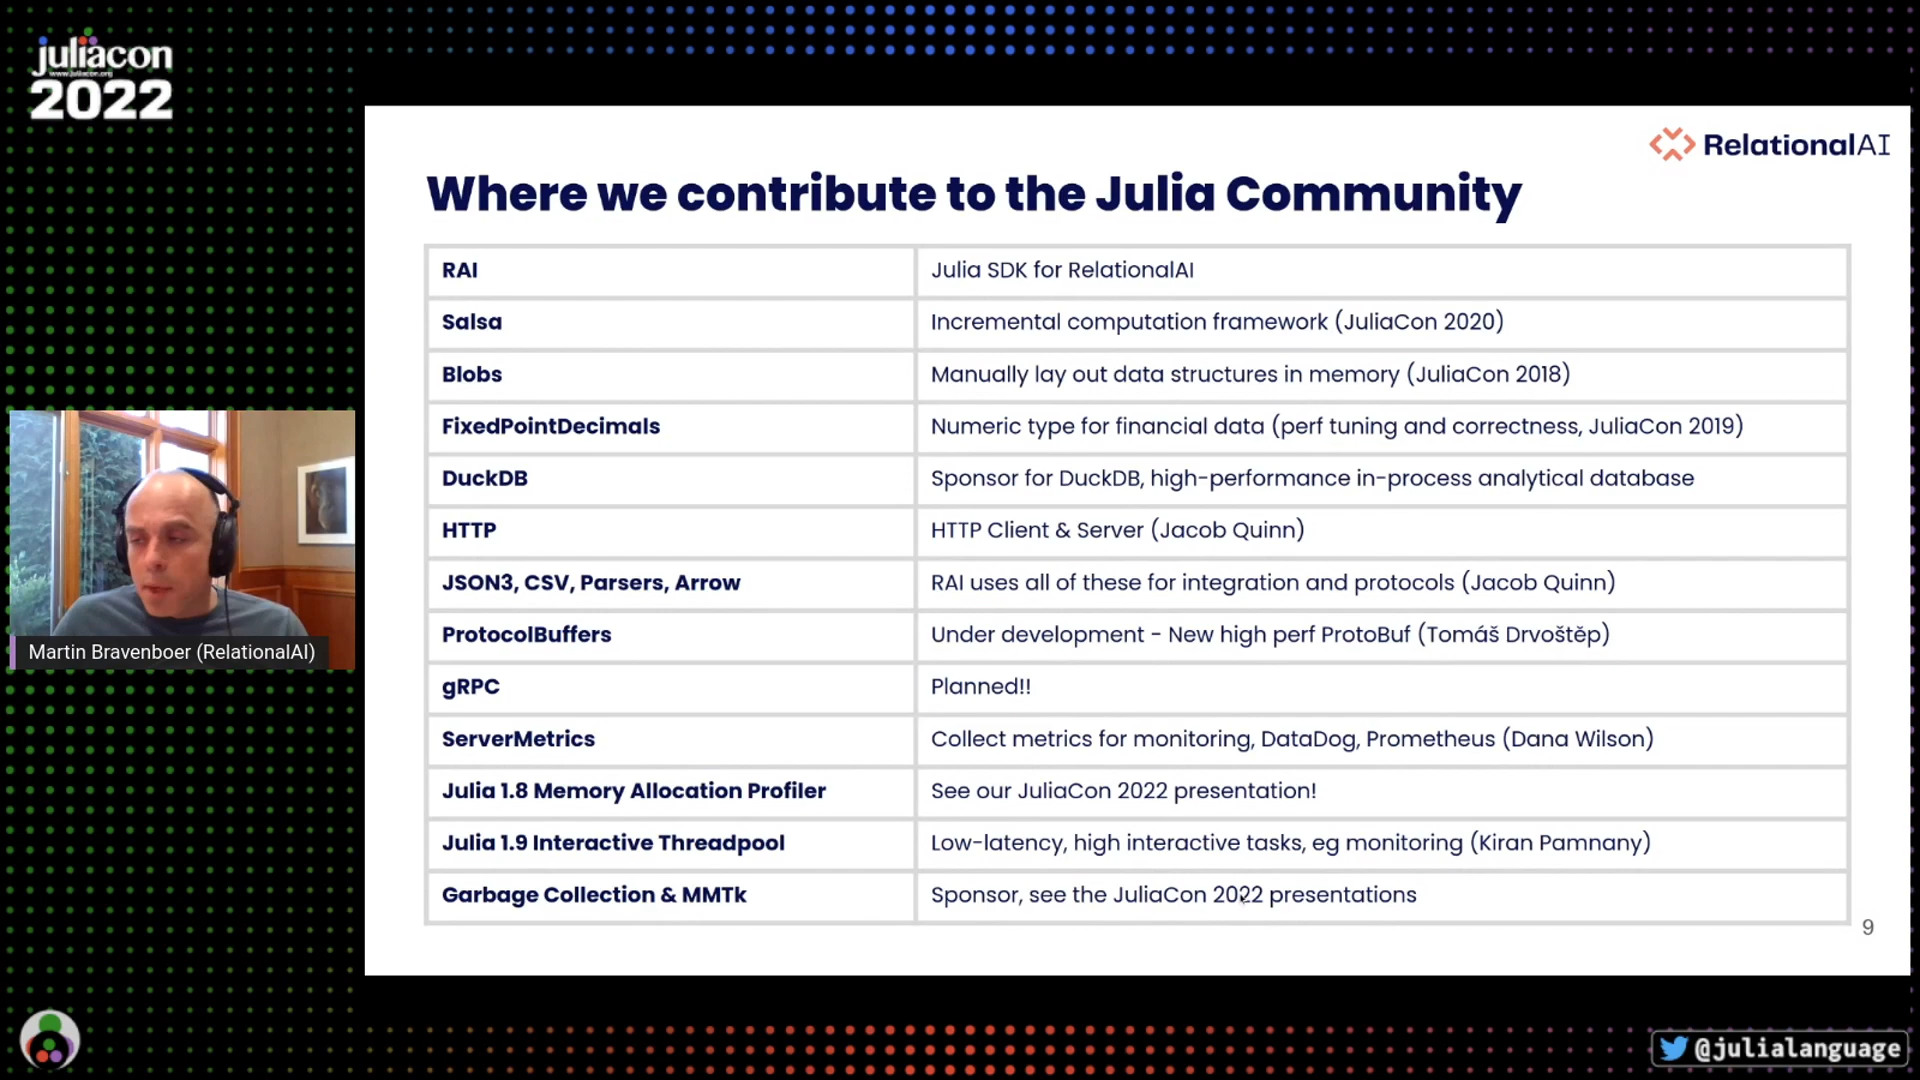 juliacon
www.juliacon.org
2022
RelationalAI
Where we contribute to the Julia Community
RAI Julia SDK for RelationalAI
Salsa Incremental computation framework (JuliaCon 2020)
Blobs Manually lay out data structures in memory (JuliaCon 2018)
FixedPointDecimals Numeric type for financial data (perf tuning and correctness, JuliaCon 2019)
DuckDB Sponsor for DuckDB, high-performance in-process analytical database
HTTP HTTP Client & Server (Jacob Quinn)
JSON3, CSV, Parsers, Arrow RAI uses all of these for integration and protocols (Jacob Quinn)
ProtocolBuffers Under development - New high perf ProtoBuf (Tomáš Drvoštěp)
gRPC Planned!!
ServerMetrics Collect metrics for monitoring, DataDog, Prometheus (Dana Wilson)
Julia 1.8 Memory Allocation Profiler See our JuliaCon 2022 presentation!
Julia 1.9 Interactive Threadpool Low-latency, high interactive tasks, eg monitoring (Kiran Pamnany)
Garbage Collection & MMTk Sponsor, see the JuliaCon 2022 presentations
9
Martin Bravenboer (RelationalAI)
@julialanguage